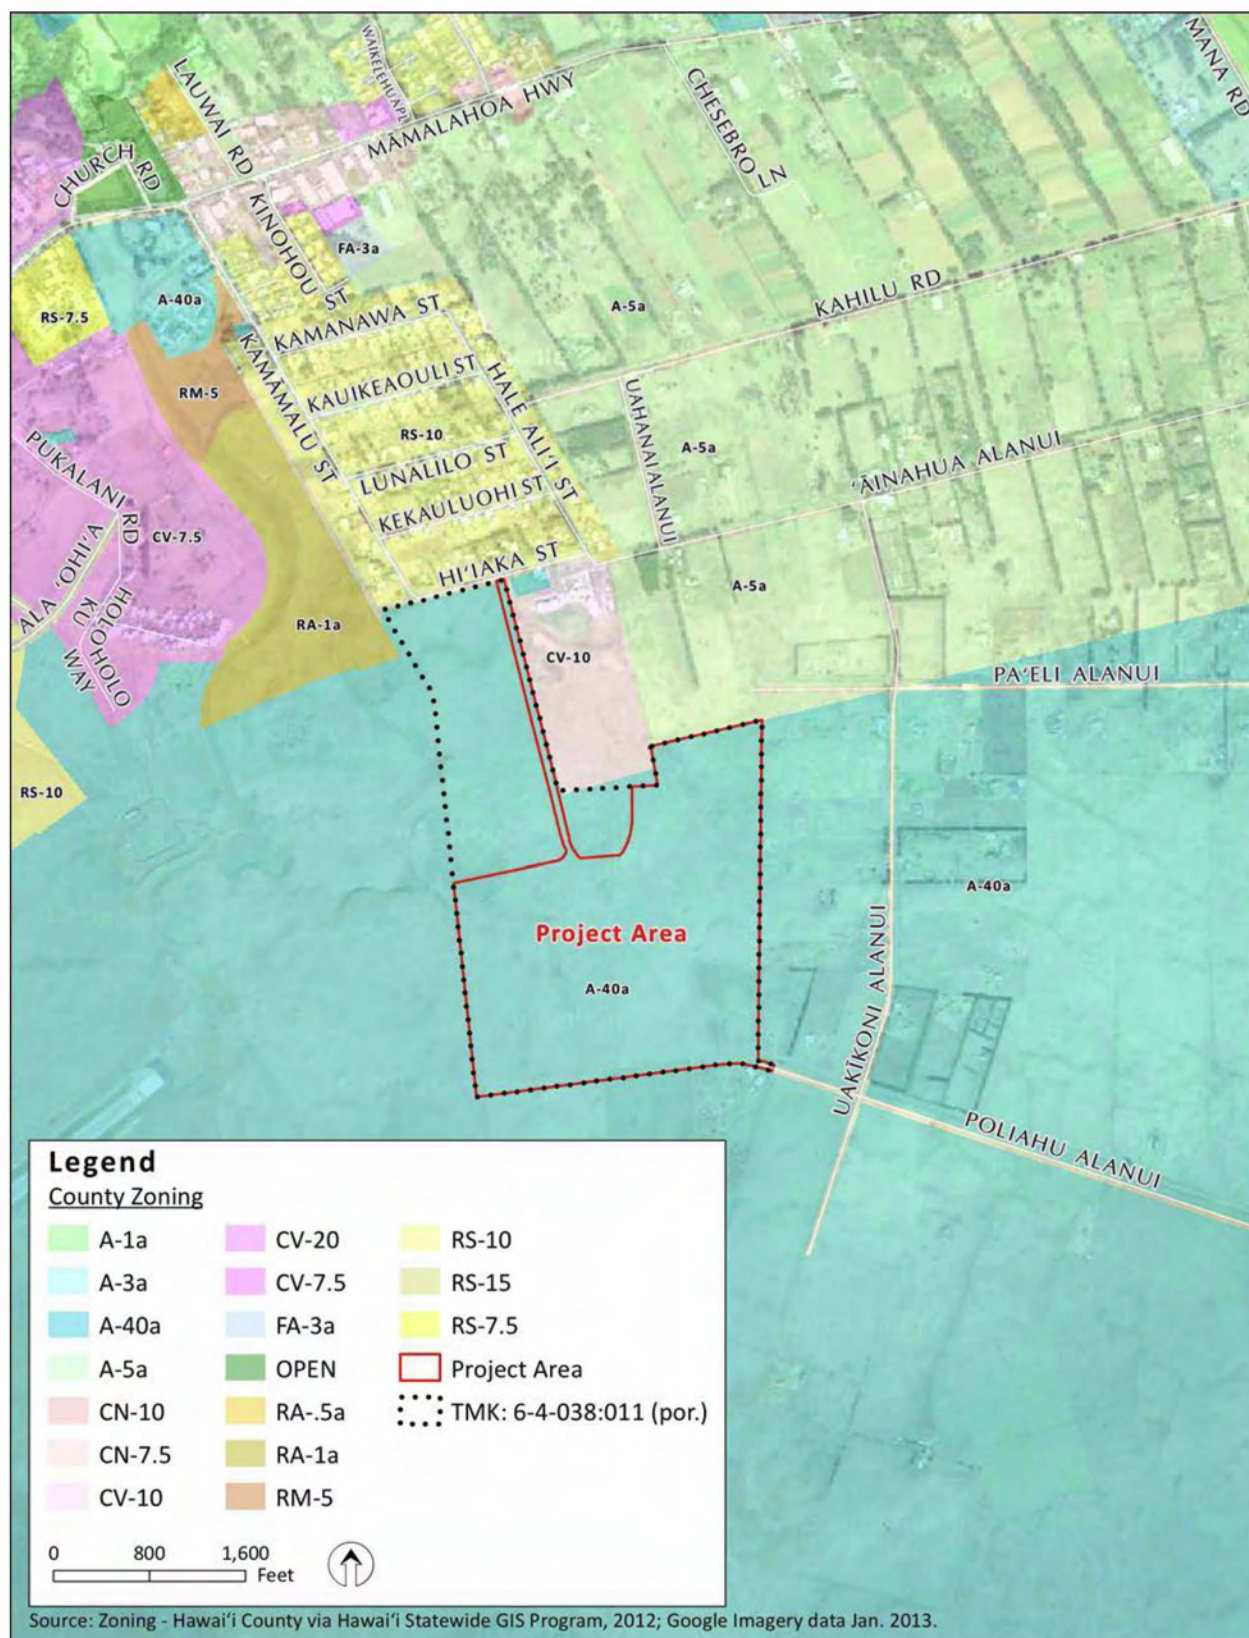 WAIKELEHUA PL
MANA RD
LAUWAI RD
MĀMALAHOA HWY
CHESEBRO LN
CHURCH RD
KINOHOU ST
FA-3a
A-40a
RS-7.5
A-5a
KAHILU RD
KAMANAWA ST
KAMĀMALU ST
HALE ALI‘I ST
KAUIKEAOULI ST
RM-5
UAHANAI ALANUI
RS-10
A-5a
PUKALANI RD
LUNALILO ST
‘ĀINAHUA ALANUI
KEKAULUOHI ST
CV-7.5
ALA ‘OHI‘A
HI‘IAKA ST
A-5a
HOLOHOLO KU WAY
RA-1a
CV-10
PA‘ELI ALANUI
RS-10
A-40a
Project Area
A-40a
UAKĪKONI ALANUI
POLIAHU ALANUI
Legend
County Zoning
A-1a
A-3a
A-40a
A-5a
CN-10
CN-7.5
CV-10
CV-20
CV-7.5
FA-3a
OPEN
RA-.5a
RA-1a
RM-5
RS-10
RS-15
RS-7.5
Project Area
TMK: 6-4-038:011 (por.)
0 800 1,600
Feet
Source: Zoning - Hawai‘i County via Hawai‘i Statewide GIS Program, 2012; Google Imagery data Jan. 2013.